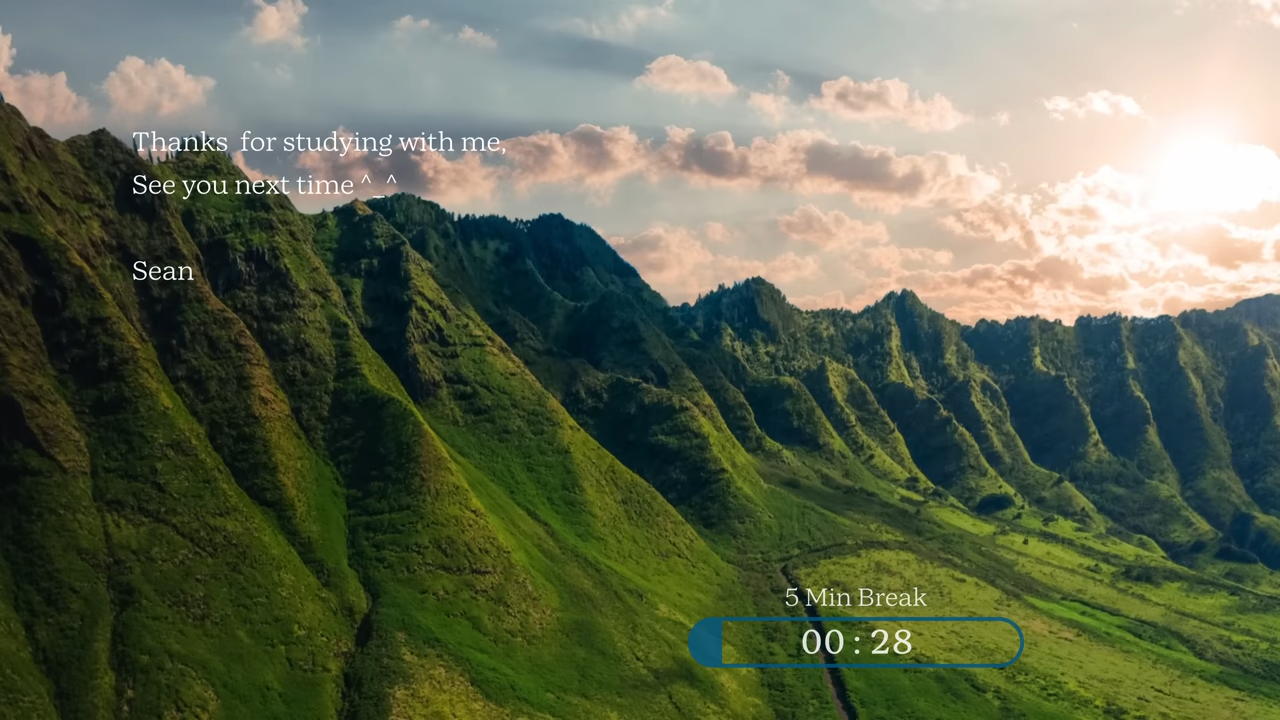 Thanks  for studying with me,
See you next time ^_^
Sean
5 Min Break
00 : 28